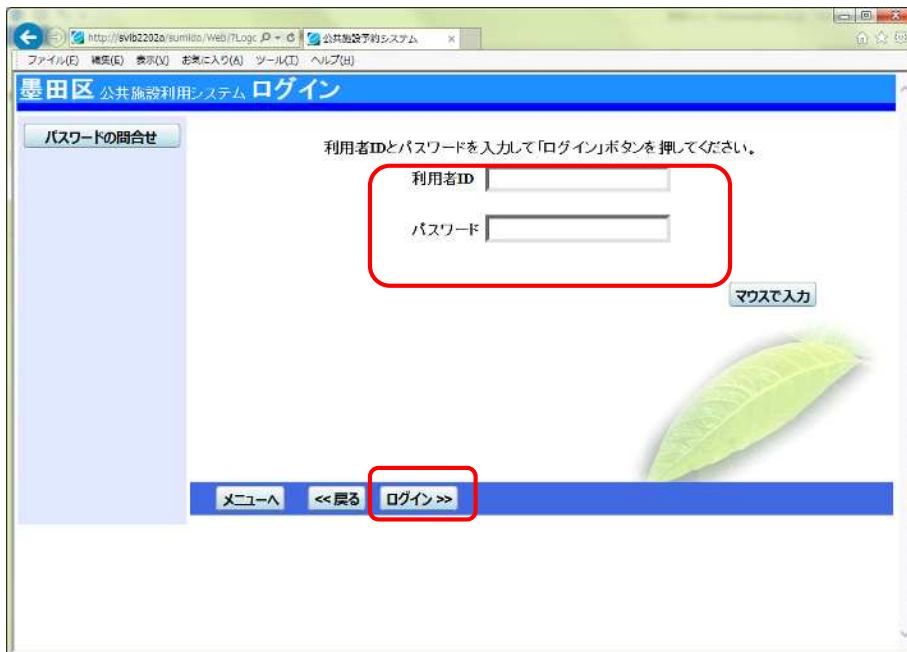 http://svib2202a/sumida/Web/?Logc
公共施設予約システム
ファイル(F) 編集(E) 表示(V) お気に入り(A) ツール(T) ヘルプ(H)
墨田区 公共施設利用システム ログイン
パスワードの問合せ
利用者IDとパスワードを入力して「ログイン」ボタンを押してください。
利用者ID
パスワード
マウスで入力
メニューへ <<戻る ログイン>>